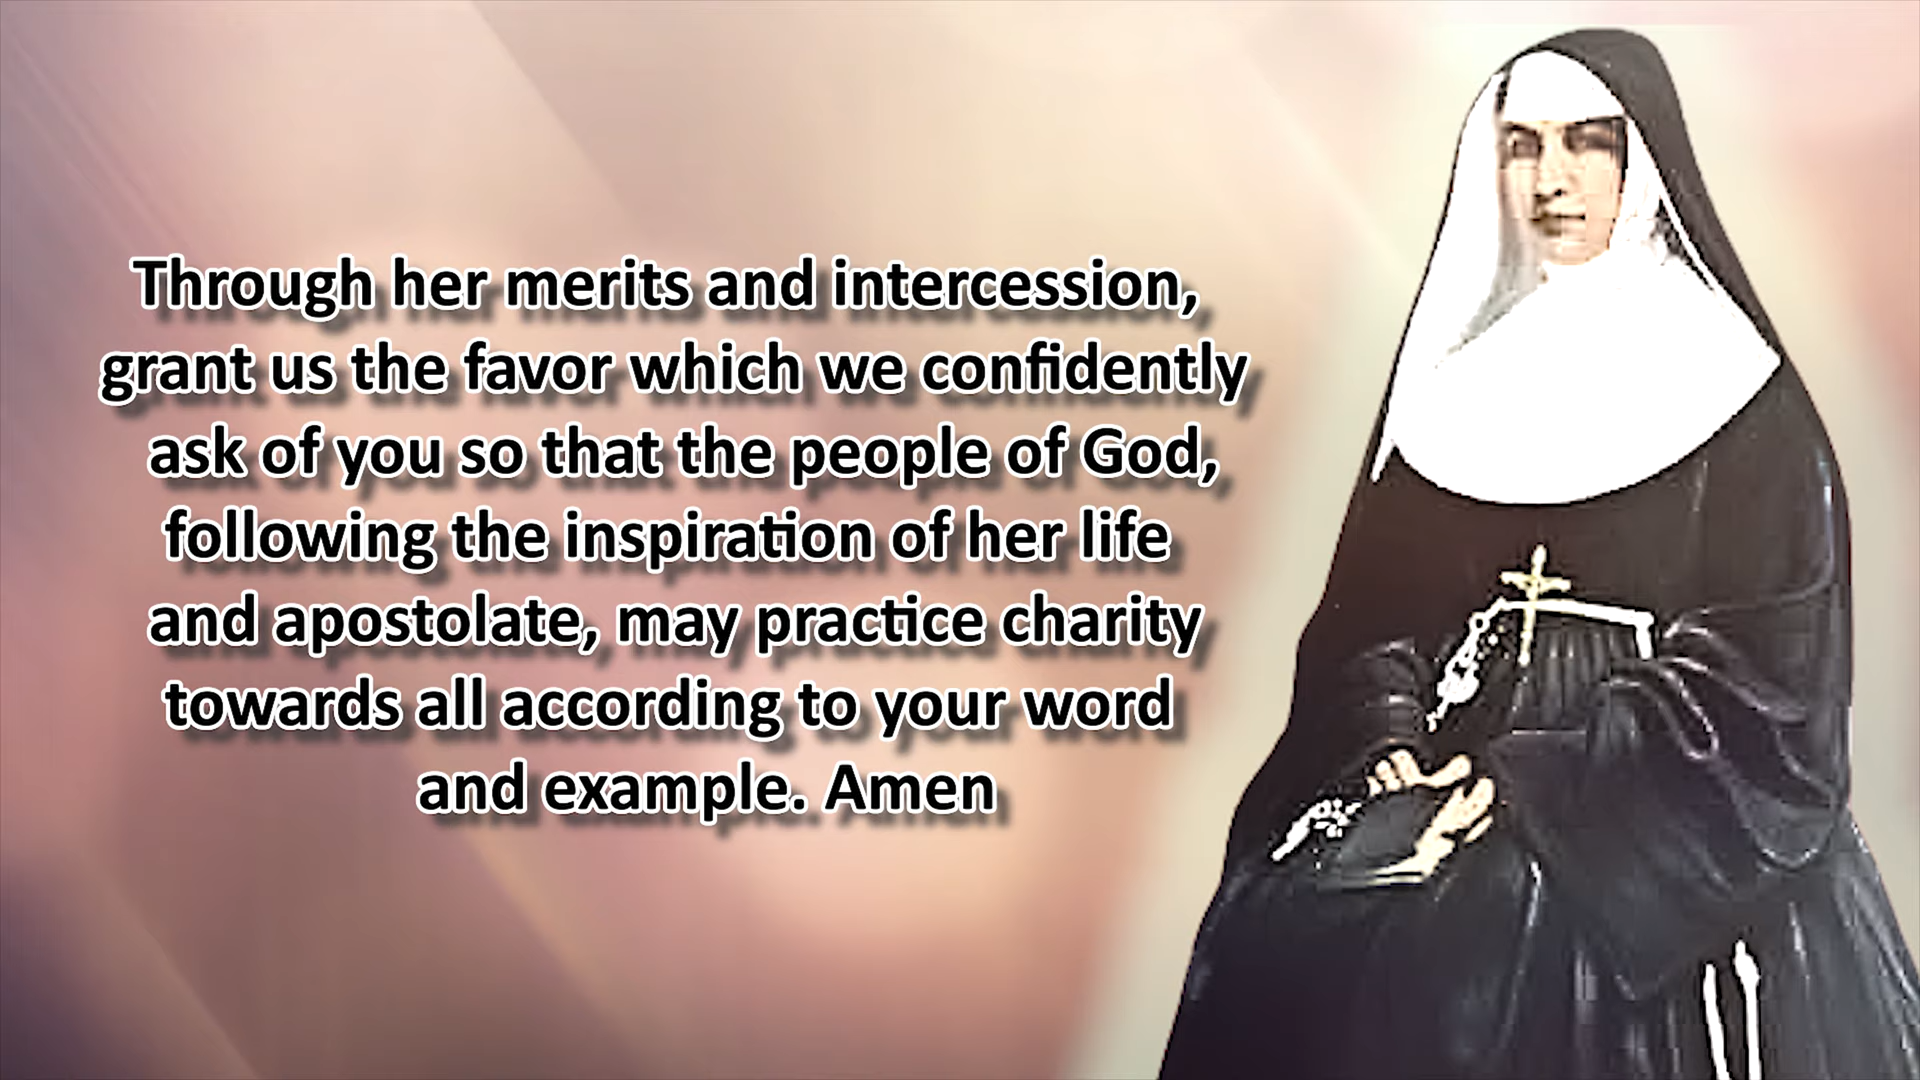 Through her merits and intercession,
grant us the favor which we confidently
ask of you so that the people of God,
following the inspiration of her life
and apostolate, may practice charity
towards all according to your word
and example. Amen